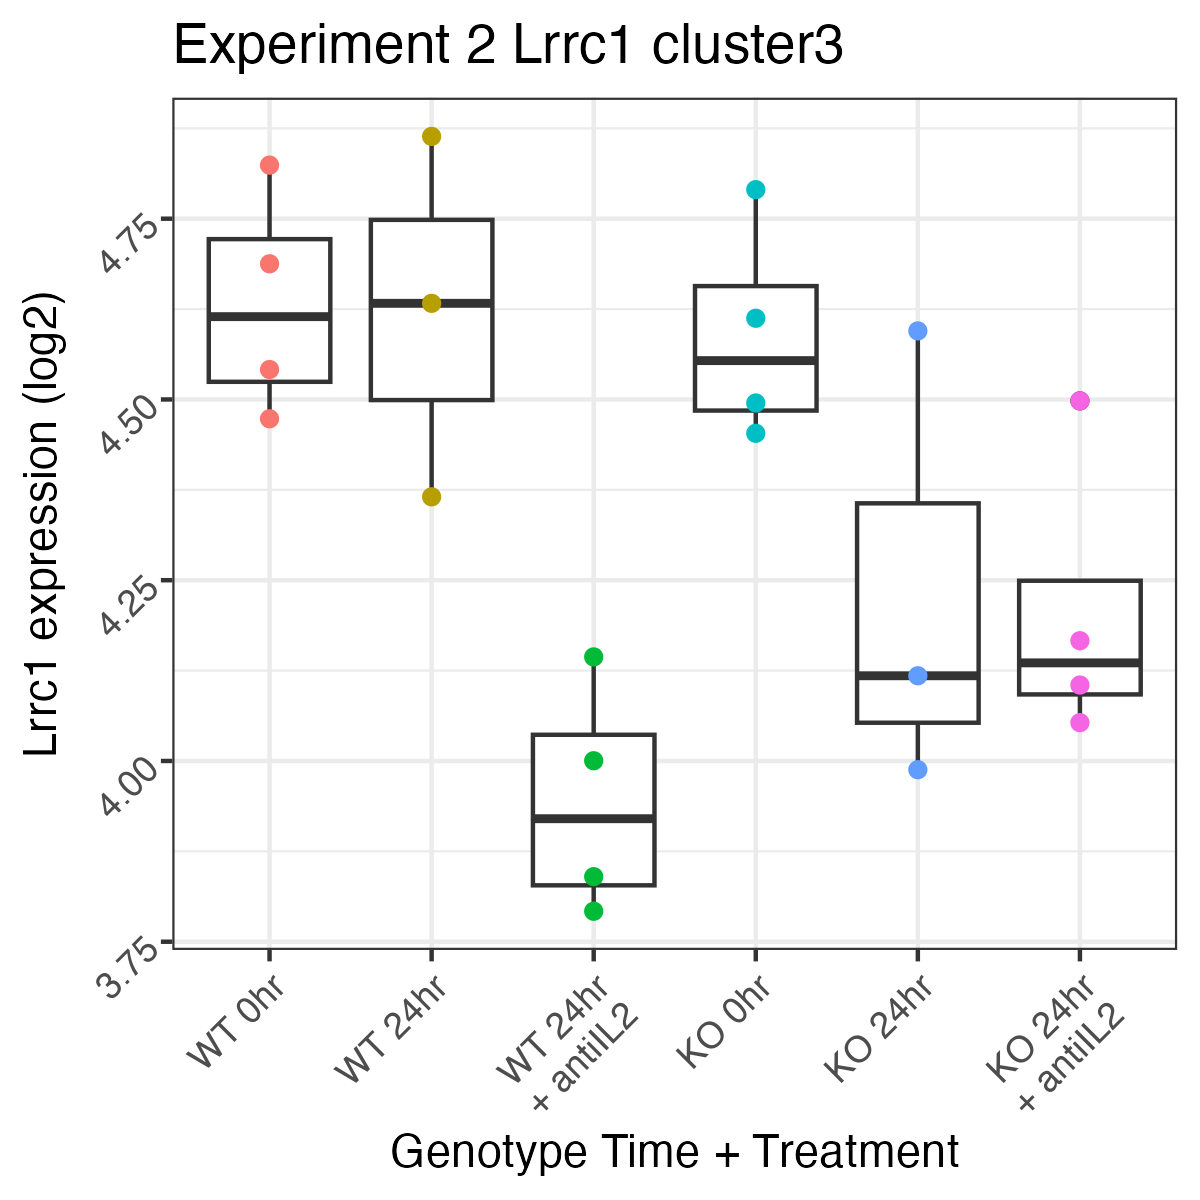 Experiment 2 Lrrc1 cluster3
Lrrc1 expression (log2)
4.75
4.50
4.25
4.00
3.75
WT 0hr
WT 24hr
WT 24hr
+ antiIL2
KO 0hr
KO 24hr
KO 24hr
+ antiIL2
Genotype Time + Treatment